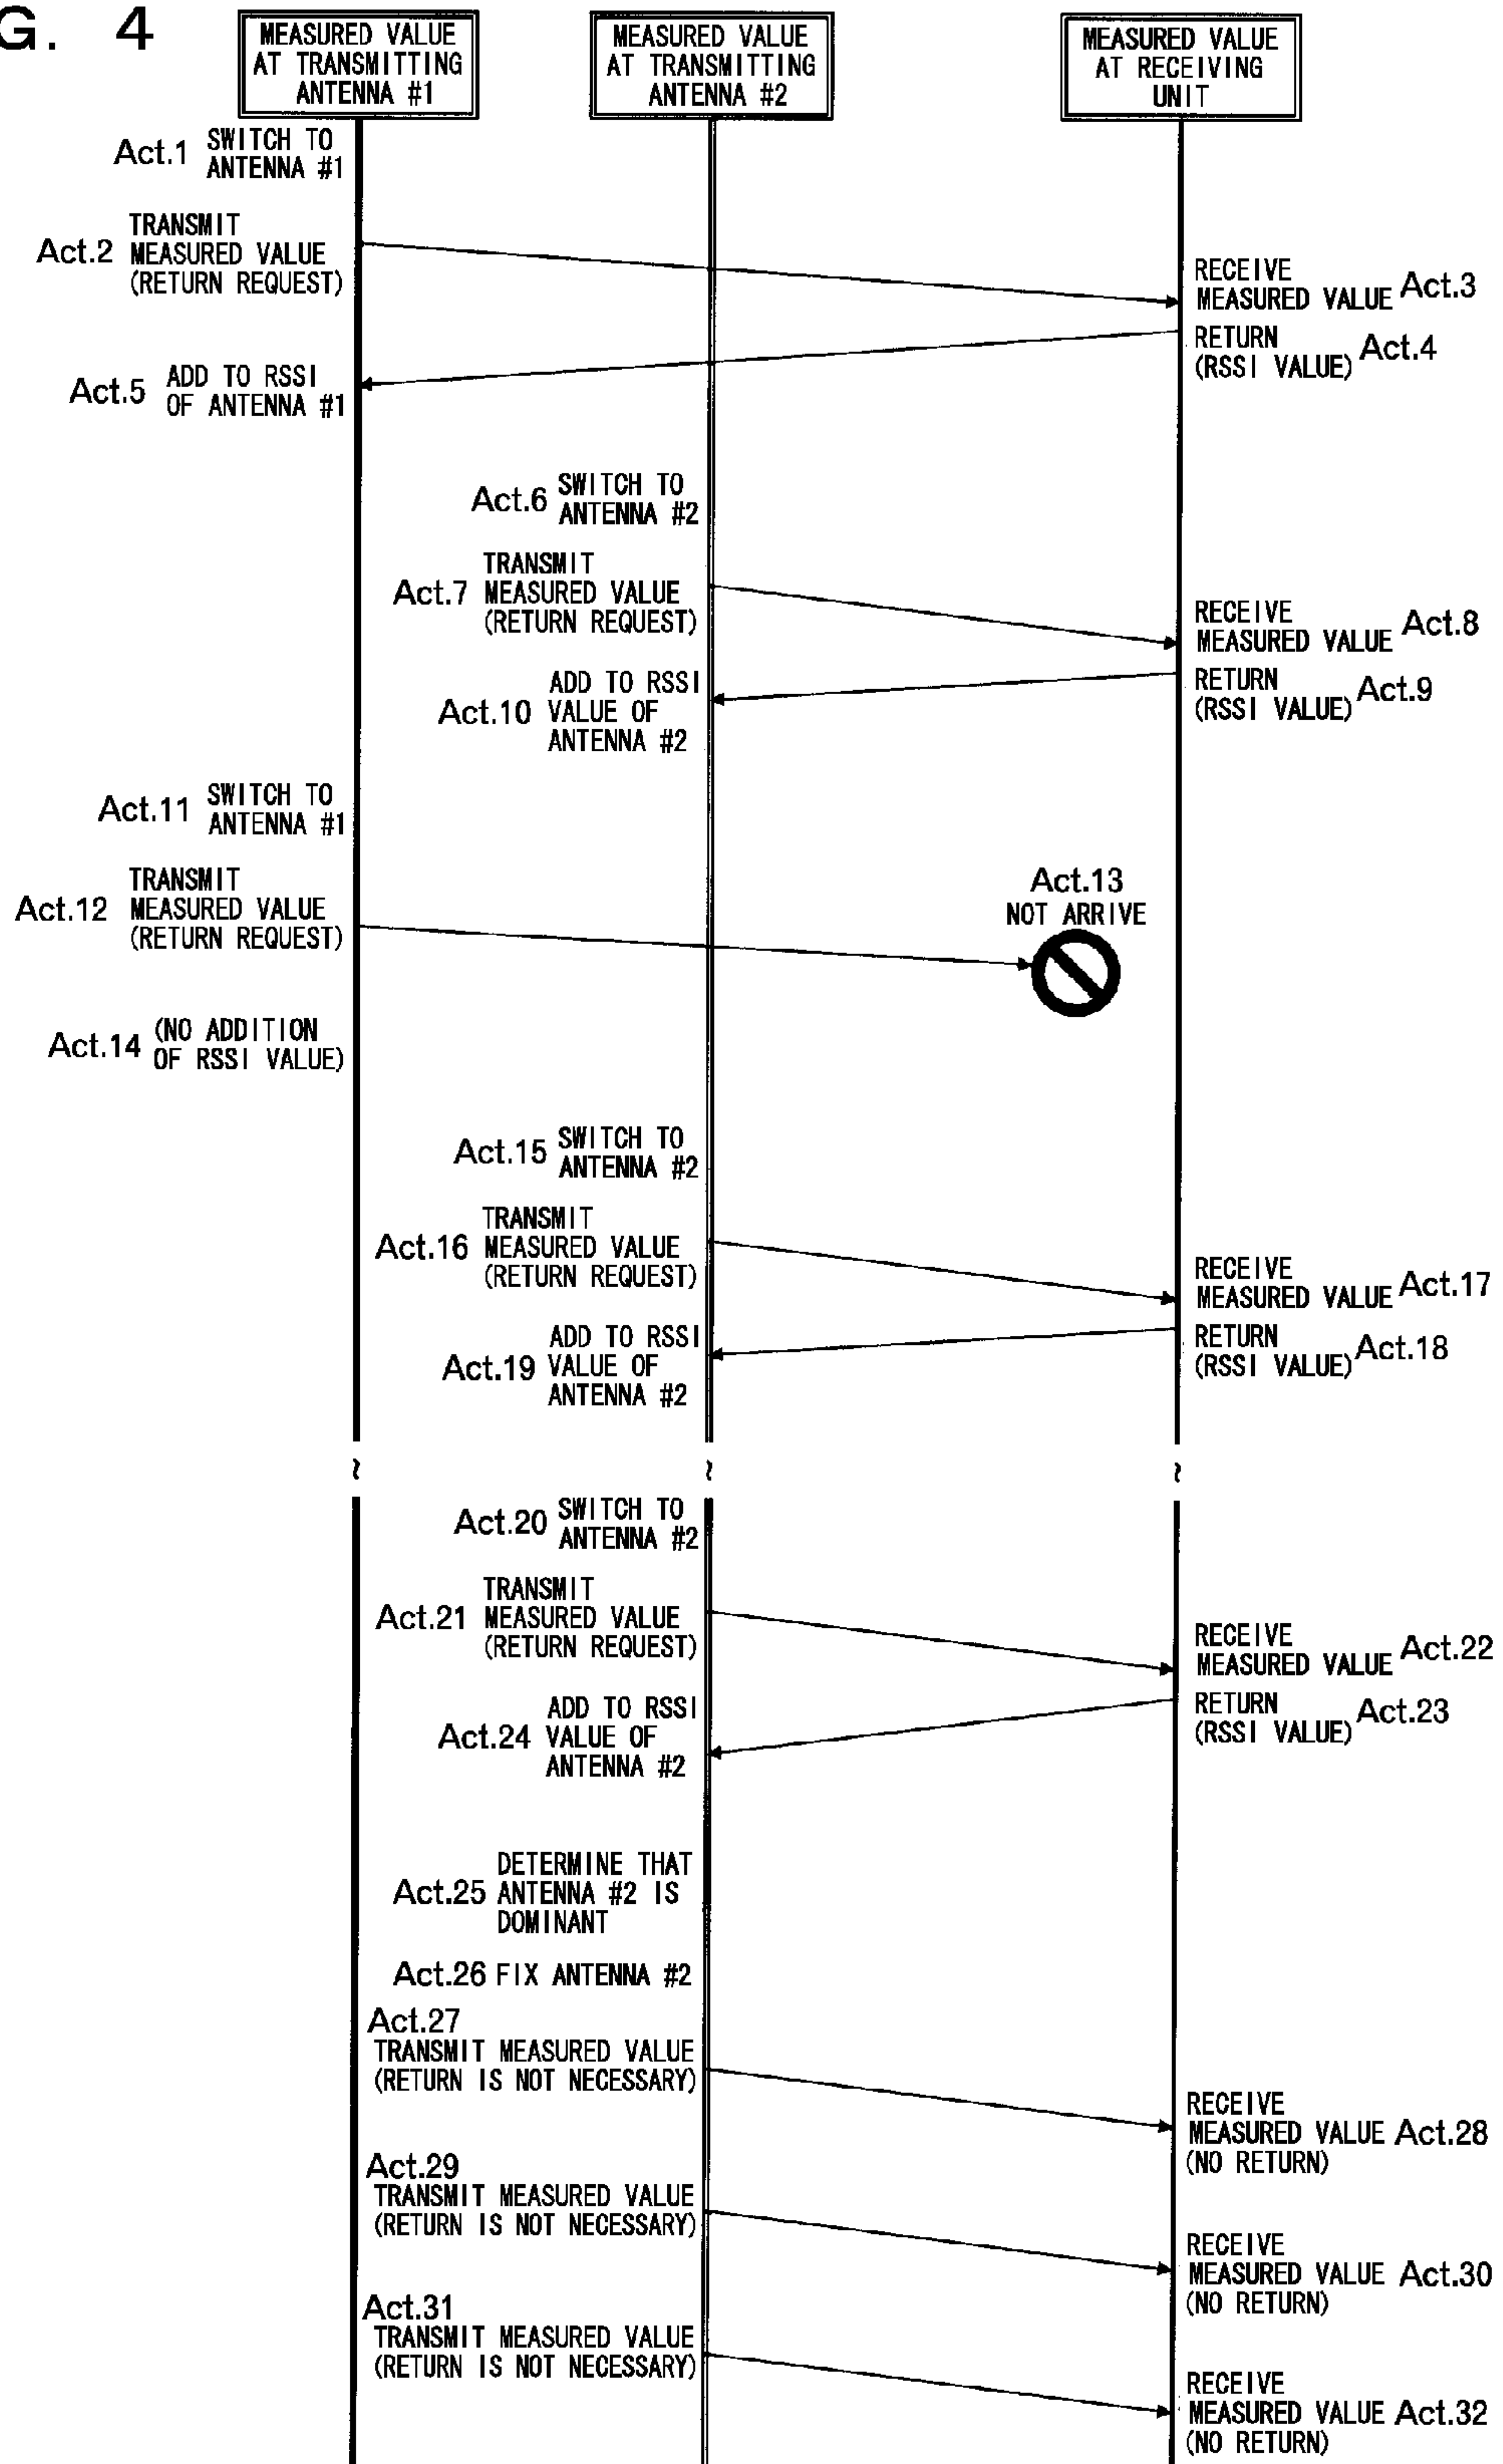 G. 4
MEASURED VALUE
AT TRANSMITTING
ANTENNA #1
MEASURED VALUE
AT TRANSMITTING
ANTENNA #2
MEASURED VALUE
AT RECEIVING
UNIT
Act.1 SWITCH TO
ANTENNA #1
TRANSMIT
Act.2 MEASURED VALUE
(RETURN REQUEST)
RECEIVE
MEASURED VALUE Act.3
RETURN
(RSSI VALUE) Act.4
Act.5 ADD TO RSSI
OF ANTENNA #1
Act.6 SWITCH TO
ANTENNA #2
TRANSMIT
Act.7 MEASURED VALUE
(RETURN REQUEST)
RECEIVE
MEASURED VALUE Act.8
RETURN
(RSSI VALUE) Act.9
ADD TO RSSI
Act.10 VALUE OF
ANTENNA #2
Act.11 SWITCH TO
ANTENNA #1
TRANSMIT
Act.12 MEASURED VALUE
(RETURN REQUEST)
Act.13
NOT ARRIVE
Act.14 (NO ADDITION
OF RSSI VALUE)
Act.15 SWITCH TO
ANTENNA #2
TRANSMIT
Act.16 MEASURED VALUE
(RETURN REQUEST)
RECEIVE
MEASURED VALUE Act.17
RETURN
(RSSI VALUE) Act.18
ADD TO RSSI
Act.19 VALUE OF
ANTENNA #2
Act.20 SWITCH TO
ANTENNA #2
TRANSMIT
Act.21 MEASURED VALUE
(RETURN REQUEST)
RECEIVE
MEASURED VALUE Act.22
RETURN
(RSSI VALUE) Act.23
ADD TO RSSI
Act.24 VALUE OF
ANTENNA #2
DETERMINE THAT
Act.25 ANTENNA #2 IS
DOMINANT
Act.26 FIX ANTENNA #2
Act.27
TRANSMIT MEASURED VALUE
(RETURN IS NOT NECESSARY)
RECEIVE
MEASURED VALUE Act.28
(NO RETURN)
Act.29
TRANSMIT MEASURED VALUE
(RETURN IS NOT NECESSARY)
RECEIVE
MEASURED VALUE Act.30
(NO RETURN)
Act.31
TRANSMIT MEASURED VALUE
(RETURN IS NOT NECESSARY)
RECEIVE
MEASURED VALUE Act.32
(NO RETURN)